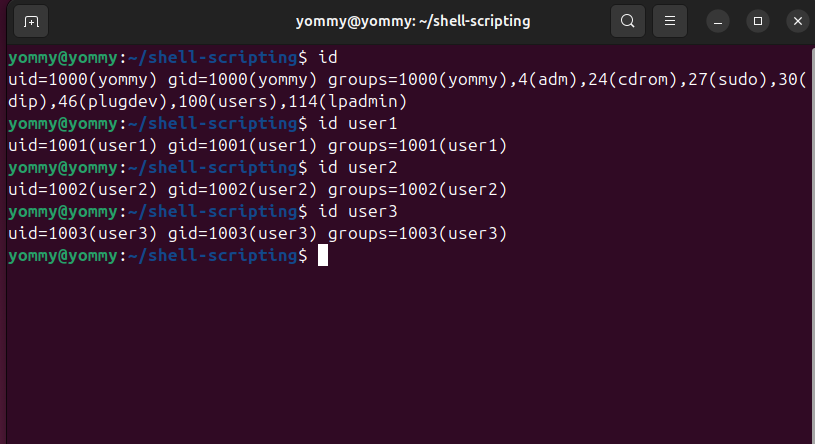 yommy@yommy: ~/shell-scripting
yommy@yommy:~/shell-scripting$ id
uid=1000(yommy) gid=1000(yommy) groups=1000(yommy),4(adm),24(cdrom),27(sudo),30(
dip),46(plugdev),100(users),114(lpadmin)
yommy@yommy:~/shell-scripting$ id user1
uid=1001(user1) gid=1001(user1) groups=1001(user1)
yommy@yommy:~/shell-scripting$ id user2
uid=1002(user2) gid=1002(user2) groups=1002(user2)
yommy@yommy:~/shell-scripting$ id user3
uid=1003(user3) gid=1003(user3) groups=1003(user3)
yommy@yommy:~/shell-scripting$